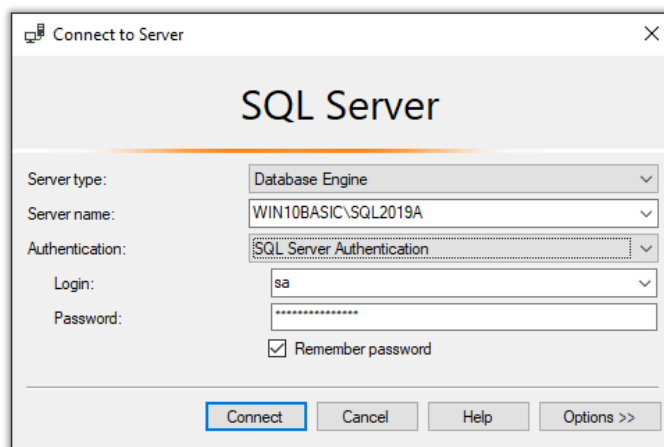 Connect to Server
SQL Server
Server type: Database Engine
Server name: WIN10BASIC\SQL2019A
Authentication: SQL Server Authentication
Login: sa
Password: ***************
Remember password
Connect Cancel Help Options >>